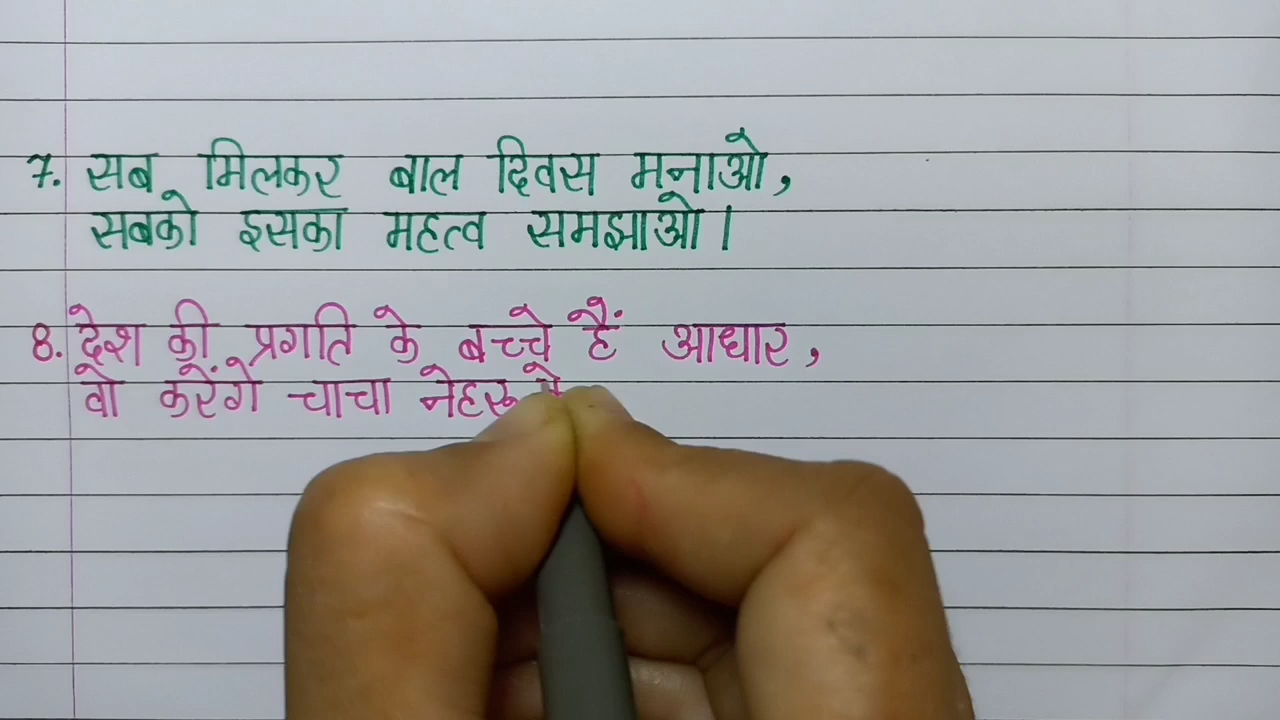 7. सब मिलकर बाल दिवस मनाओ,
सबको इसका महत्व समझाओ।
8. देश की प्रगति के बच्चे हैं आधार,
वो करेंगे चाचा नेहरू